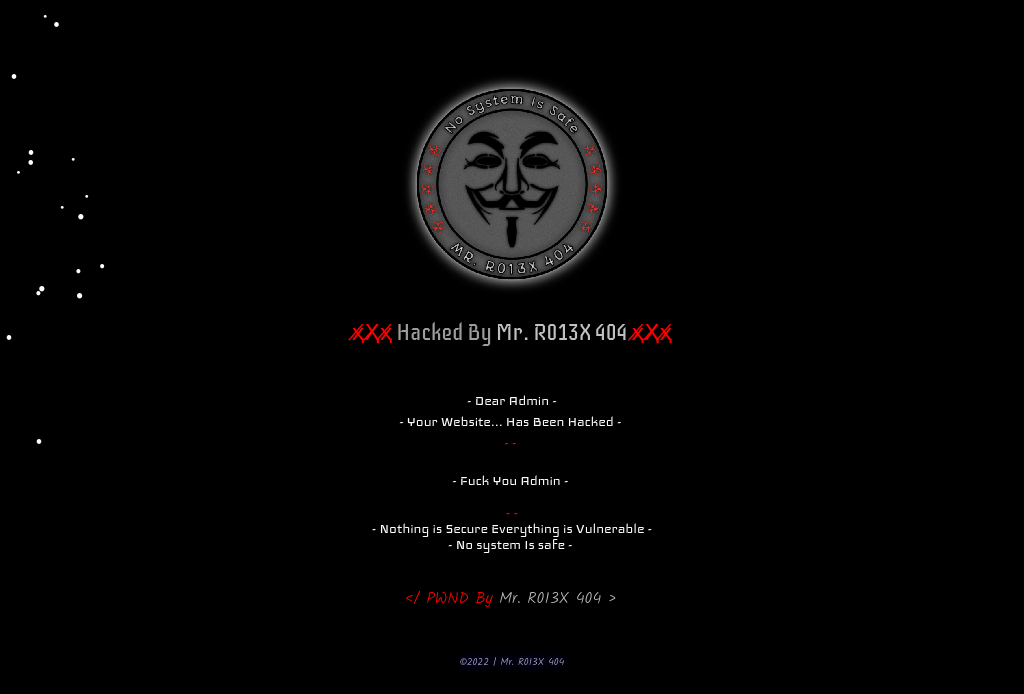 No System Is Safe
MR. R013X 404
xXx Hacked By Mr. R013X 404 xXx
- Dear Admin -
- Your Website... Has Been Hacked -
- -
- Fuck You Admin -
- -
- Nothing is Secure Everything is Vulnerable -
- No system Is safe -
</ PWND By Mr. R013X 404 >
©2022 | Mr. R013X 404